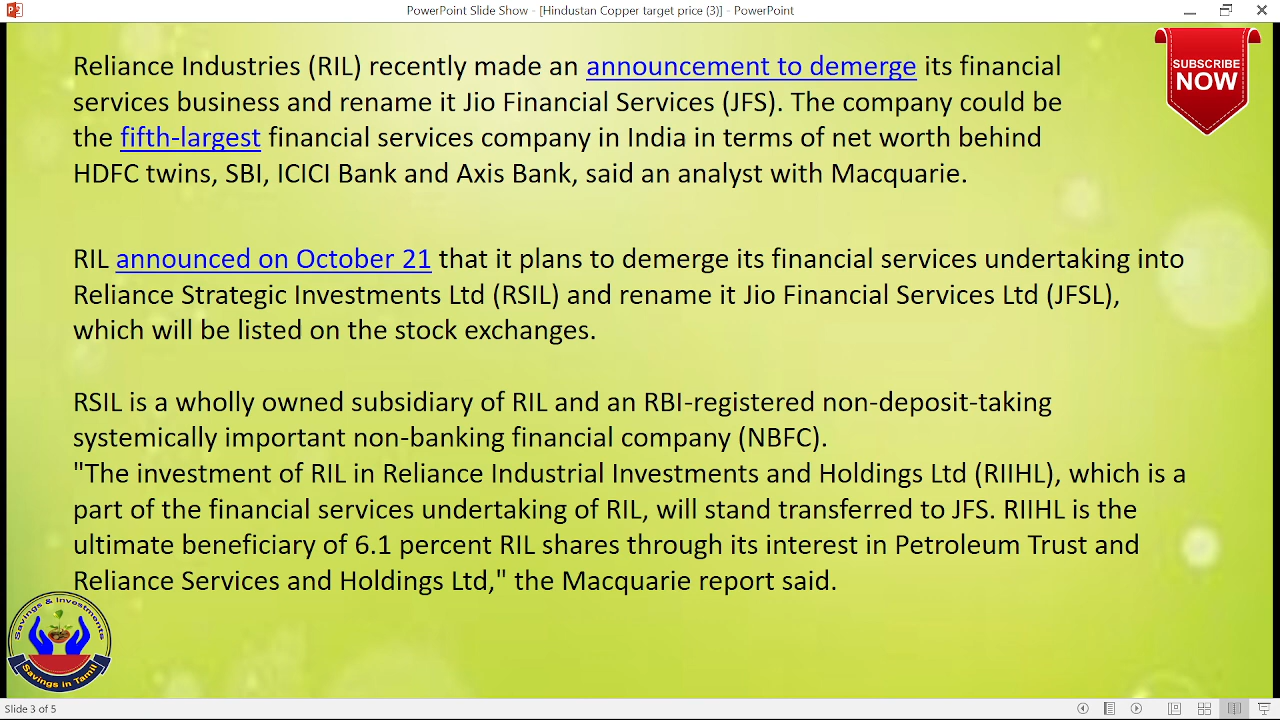 PowerPoint Slide Show - [Hindustan Copper target price (3)] - PowerPoint
SUBSCRIBE
NOW
Reliance Industries (RIL) recently made an announcement to demerge its financial
services business and rename it Jio Financial Services (JFS). The company could be
the fifth-largest financial services company in India in terms of net worth behind
HDFC twins, SBI, ICICI Bank and Axis Bank, said an analyst with Macquarie.
RIL announced on October 21 that it plans to demerge its financial services undertaking into
Reliance Strategic Investments Ltd (RSIL) and rename it Jio Financial Services Ltd (JFSL),
which will be listed on the stock exchanges.
RSIL is a wholly owned subsidiary of RIL and an RBI-registered non-deposit-taking
systemically important non-banking financial company (NBFC).
"The investment of RIL in Reliance Industrial Investments and Holdings Ltd (RIIHL), which is a
part of the financial services undertaking of RIL, will stand transferred to JFS. RIIHL is the
ultimate beneficiary of 6.1 percent RIL shares through its interest in Petroleum Trust and
Reliance Services and Holdings Ltd," the Macquarie report said.
Savings & Investments
Savings in Tamil
Slide 3 of 5